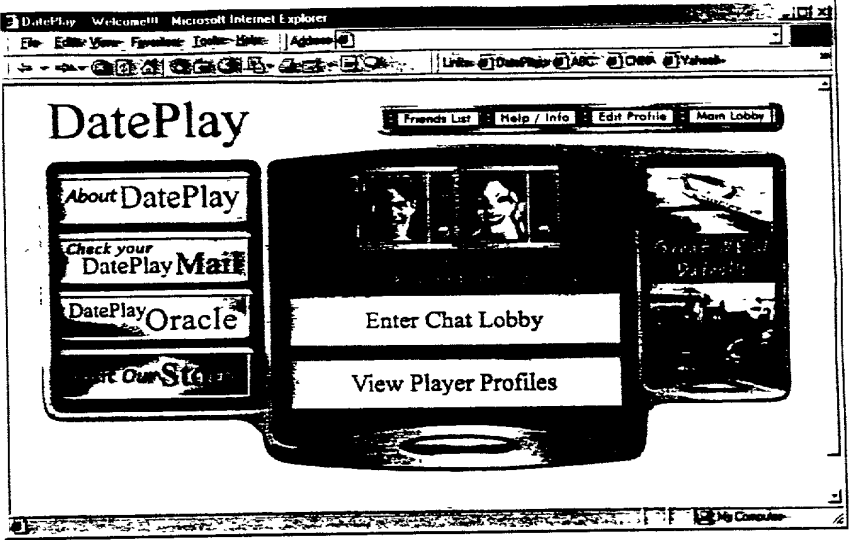 DatePlay Welcome!!! Microsoft Internet Explorer
File Edit View Favorites Tools Help Address
Links DatePlay ABC CNN Yahoo
DatePlay
Friends List Help / Info Edit Profile Main Lobby
About DatePlay
Check your
DatePlay Mail
DatePlay Oracle
Our
Enter Chat Lobby
View Player Profiles
My Computer